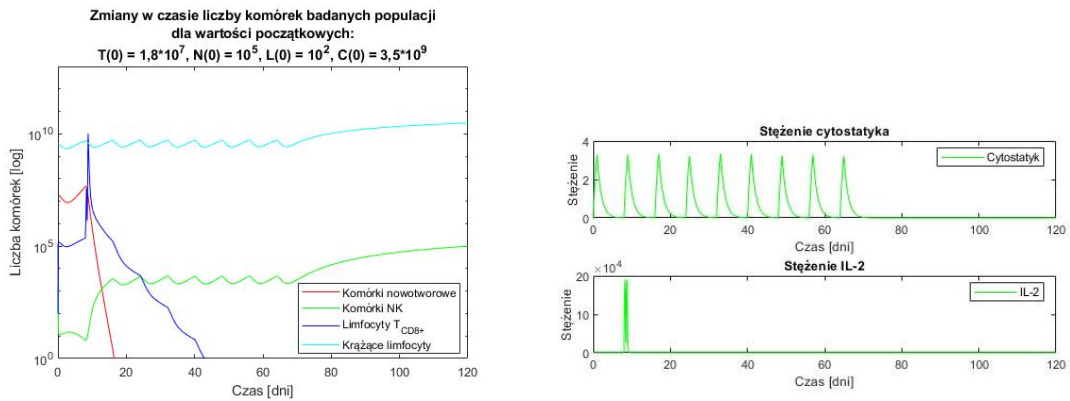 Zmiany w czasie liczby komórek badanych populacji
dla wartości początkowych:
T(0) = 1,8*10^7, N(0) = 10^5, L(0) = 10^2, C(0) = 3,5*10^9
Liczba komórek [log]
10^10
10^5
10^0
0 20 40 60 80 100 120
Czas [dni]
Komórki nowotworowe
Komórki NK
Limfocyty T_CD8+
Krążące limfocyty
Stężenie cytostatyka
Stężenie
4
2
0
0 20 40 60 80 100 120
Czas [dni]
Cytostatyk
Stężenie IL-2
×10^4
Stężenie
20
10
0
0 20 40 60 80 100 120
Czas [dni]
IL-2